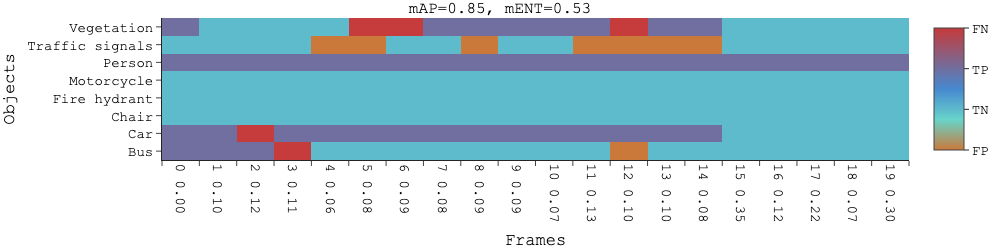 mAP=0.85, mENT=0.53
Objects
Vegetation
Traffic signals
Person
Motorcycle
Fire hydrant
Chair
Car
Bus
0 0.00
1 0.10
2 0.12
3 0.11
4 0.06
5 0.08
6 0.09
7 0.08
8 0.09
9 0.09
10 0.07
11 0.13
12 0.10
13 0.10
14 0.08
15 0.35
16 0.12
17 0.22
18 0.07
19 0.30
Frames
FN
TP
TN
FP